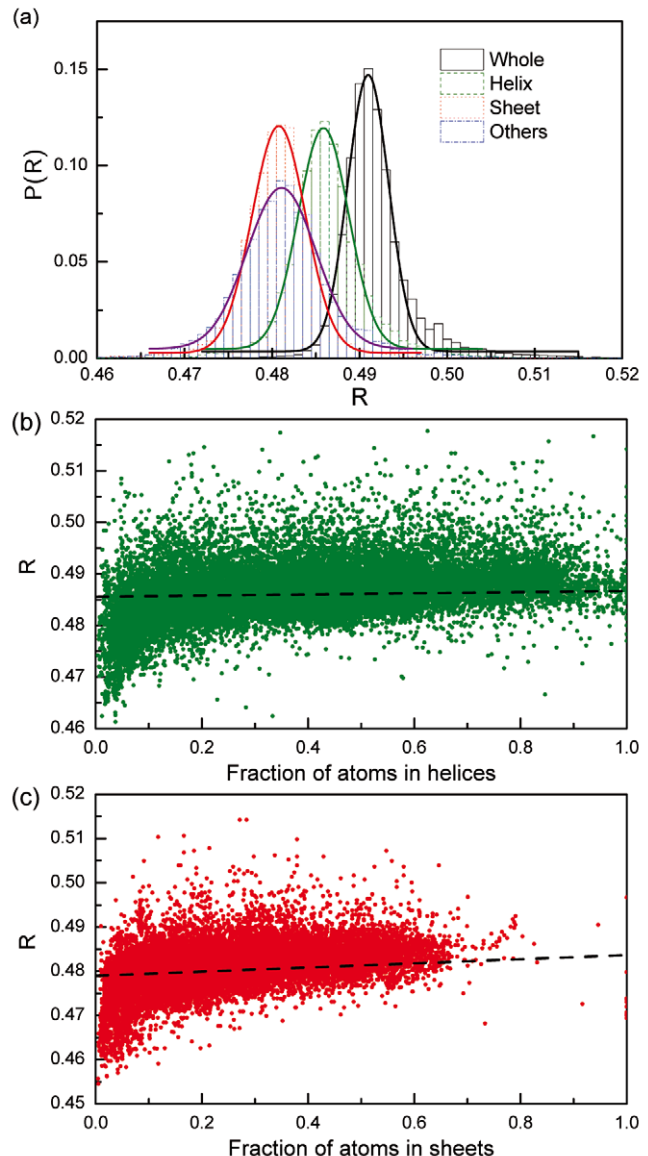 (a)
0.15
0.10
0.05
0.00
P(R)
Whole
Helix
Sheet
Others
0.46 0.47 0.48 0.49 0.50 0.51 0.52
R
(b)
0.52
0.51
0.50
0.49
0.48
0.47
0.46
R
0.0 0.2 0.4 0.6 0.8 1.0
Fraction of atoms in helices
(c)
0.52
0.51
0.50
0.49
0.48
0.47
0.46
0.45
R
0.0 0.2 0.4 0.6 0.8 1.0
Fraction of atoms in sheets